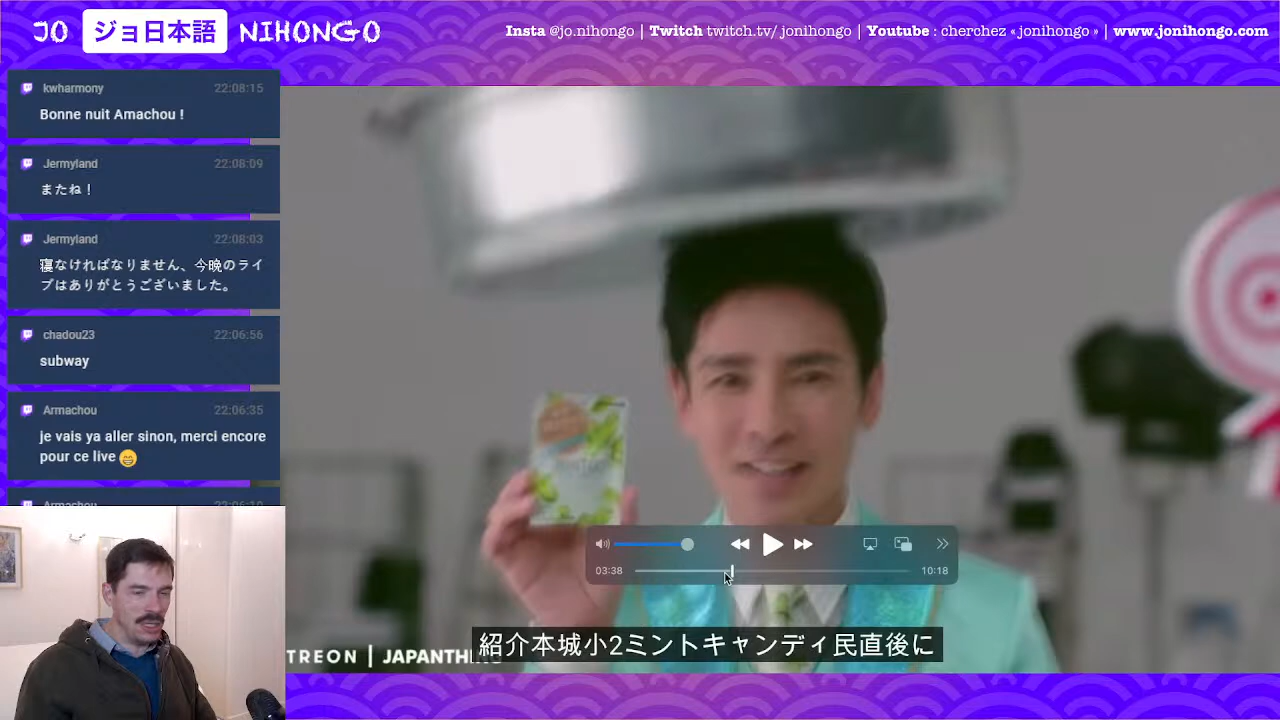 JO ジョ日本語 NIHONGO
Insta @jo.nihongo | Twitch twitch.tv/jonihongo | Youtube : cherchez « jonihongo » | www.jonihongo.com
kwharmony 22:08:15
Bonne nuit Amachou !
Jermyland 22:08:09
またね！
Jermyland 22:08:03
寝なければなりません、今晩のライ
ブはありがとうございました。
chadou23 22:06:56
subway
Armachou 22:06:35
je vais ya aller sinon, merci encore
pour ce live
Armachou
03:38
10:18
紹介本城小2ミントキャンディ民直後に
TREON | JAPANTH